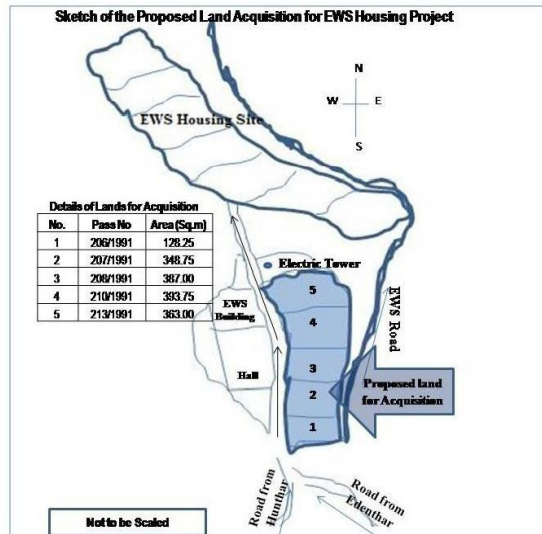 Sketch of the Proposed Land Acquisition for EWS Housing Project
N
W E
S
EWS Housing Site
Details of Lands for Acquisition
No. Pass No Area (Sq.m)
1 206/1991 128.25
2 207/1991 348.75
3 208/1991 387.00
4 210/1991 393.75
5 213/1991 363.00
Electric Tower
5
EWS
Building
4
EWS Road
3
Hall
2
Proposed land
for Acquisition
1
Road from
Hunthar
Road from
Edenthar
Not to be Scaled